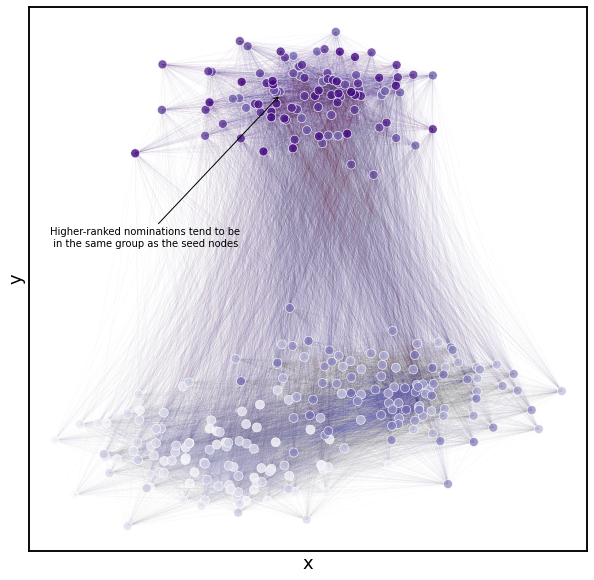 Higher-ranked nominations tend to be
in the same group as the seed nodes
y
x